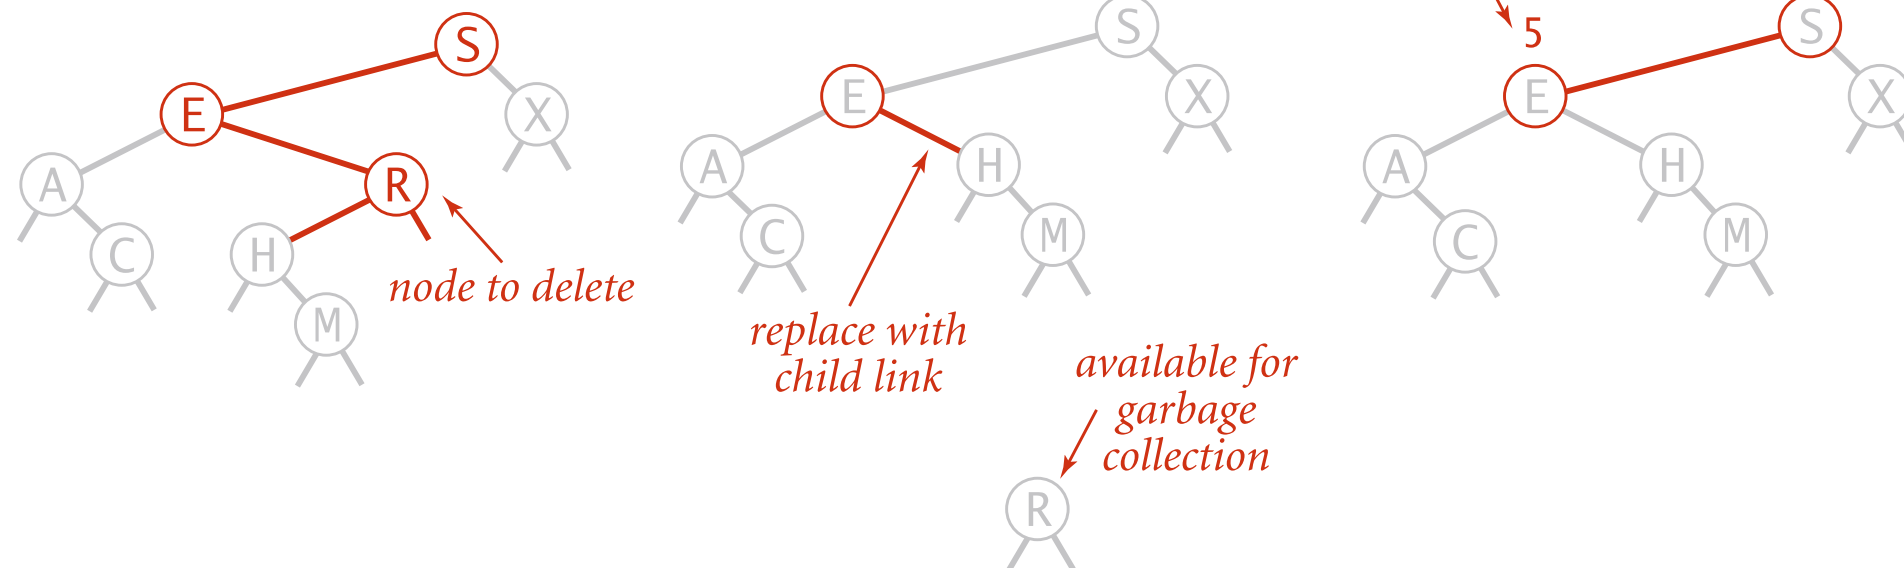 S
E
X
A
R
C
H
M
node to delete
S
E
X
A
H
C
M
replace with
child link
available for
garbage
collection
R
5
S
E
X
A
H
C
M